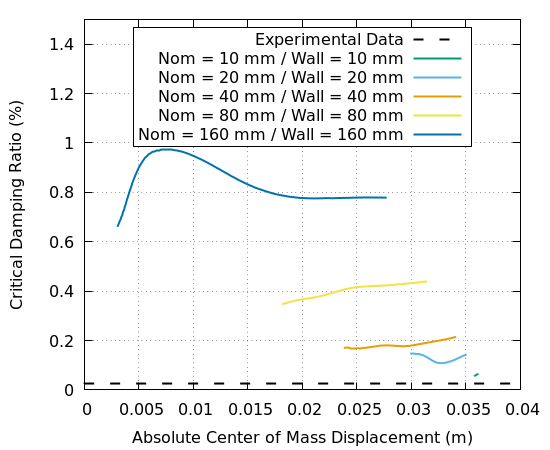 1.4
1.2
1
0.8
0.6
0.4
0.2
0
Critical Damping Ratio (%)
Experimental Data
Nom = 10 mm / Wall = 10 mm
Nom = 20 mm / Wall = 20 mm
Nom = 40 mm / Wall = 40 mm
Nom = 80 mm / Wall = 80 mm
Nom = 160 mm / Wall = 160 mm
0 0.005 0.01 0.015 0.02 0.025 0.03 0.035 0.04
Absolute Center of Mass Displacement (m)